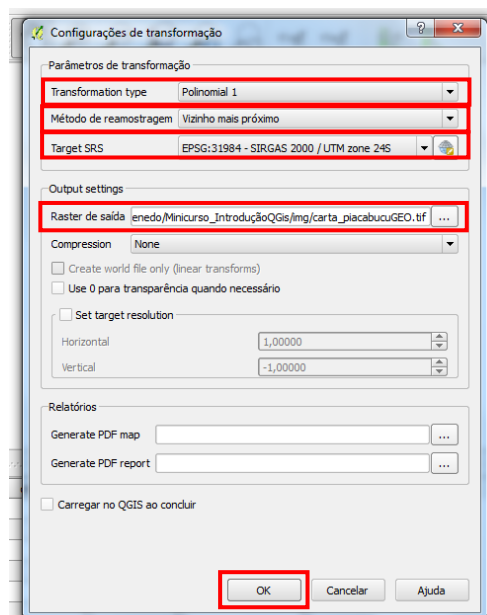 Configurações de transformação
Parâmetros de transformação
Transformation type Polinomial 1
Método de reamostragem Vizinho mais próximo
Target SRS EPSG:31984 - SIRGAS 2000 / UTM zone 24S
Output settings
Raster de saída enedo/Minicurso_IntroduçãoQGis/img/carta_piacabucuGEO.tif ...
Compression None
Create world file only (linear transforms)
Use 0 para transparência quando necessário
Set target resolution
Horizontal 1,00000
Vertical -1,00000
Relatórios
Generate PDF map ...
Generate PDF report ...
Carregar no QGIS ao concluir
OK Cancelar Ajuda